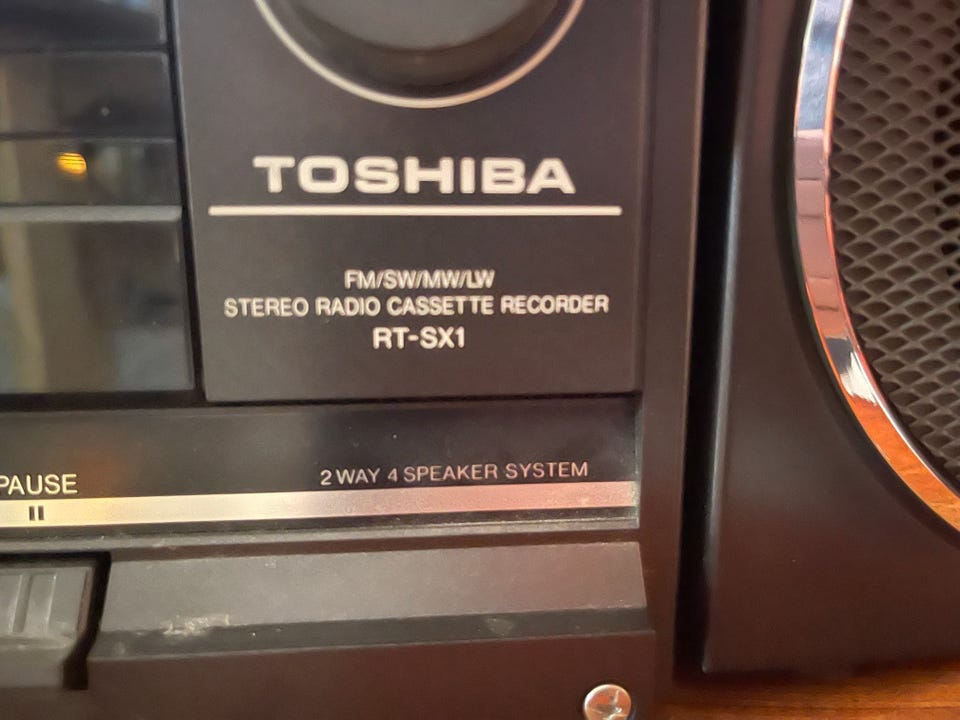 TOSHIBA
FM/SW/MW/LW
STEREO RADIO CASSETTE RECORDER
RT-SX1
2 WAY 4 SPEAKER SYSTEM
PAUSE